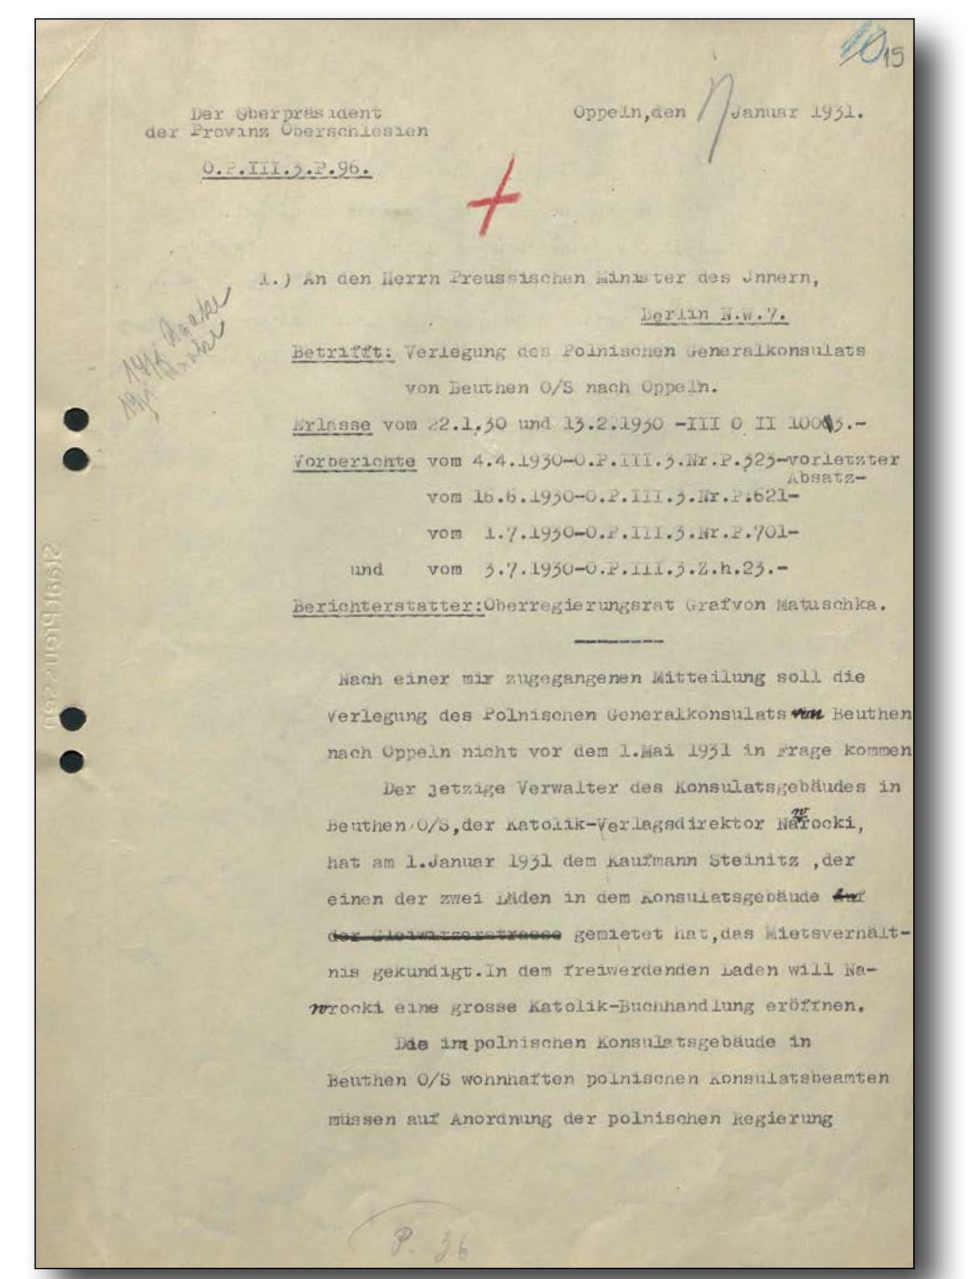 15
Der Oberpräsident
der Provinz Oberschlesien
Oppeln,den Januar 1931.
O.P.III.3.P.96.
1.) An den Herrn Preussischen Minister des Jnnern,
Berlin N.W.7.
Betrifft: Verlegung des Polnischen Generalkonsulats
von Beuthen O/S nach Oppeln.
Erlasse vom 22.1.30 und 13.2.1930 -III O II
Vorberichte vom 4.4.1930-O.P.III.3.Nr.P.323-vorletzter
Absatz-
vom 16.6.1930-O.P.III.3.Nr.P.621-
vom 1.7.1930-O.P.III.3.Nr.P.701-
und vom 3.7.1930-O.P.III.3.Z.h.23.-
Berichterstatter:Oberregierungsrat Grafvon Matuschka.
Nach einer mir zugegangenen Mitteilung soll die
Verlegung des Polnischen Generalkonsulats von Beuthen
nach Oppeln nicht vor dem 1.Mai 1931 in Frage kommen
Der jetzige Verwalter des Konsulatsgebäudes in
Beuthen O/S,der Katolik-Verlagsdirektor Nawrocki,
hat am 1.Januar 1931 dem Kaufmann Steinitz ,der
einen der zwei Läden in dem Konsulatsgebäude auf
der Gleiwitzerstrasse gemietet hat,das Mietsverhält-
nis gekündigt.In dem freiwerdenden Laden will Na-
wrocki eine grosse Katolik-Buchhandlung eröffnen.
Die im polnischen Konsulatsgebäude in
Beuthen O/S wohnhaften polnischen Konsulatsbeamten
müssen auf Anordnung der polnischen Regierung
P. 36